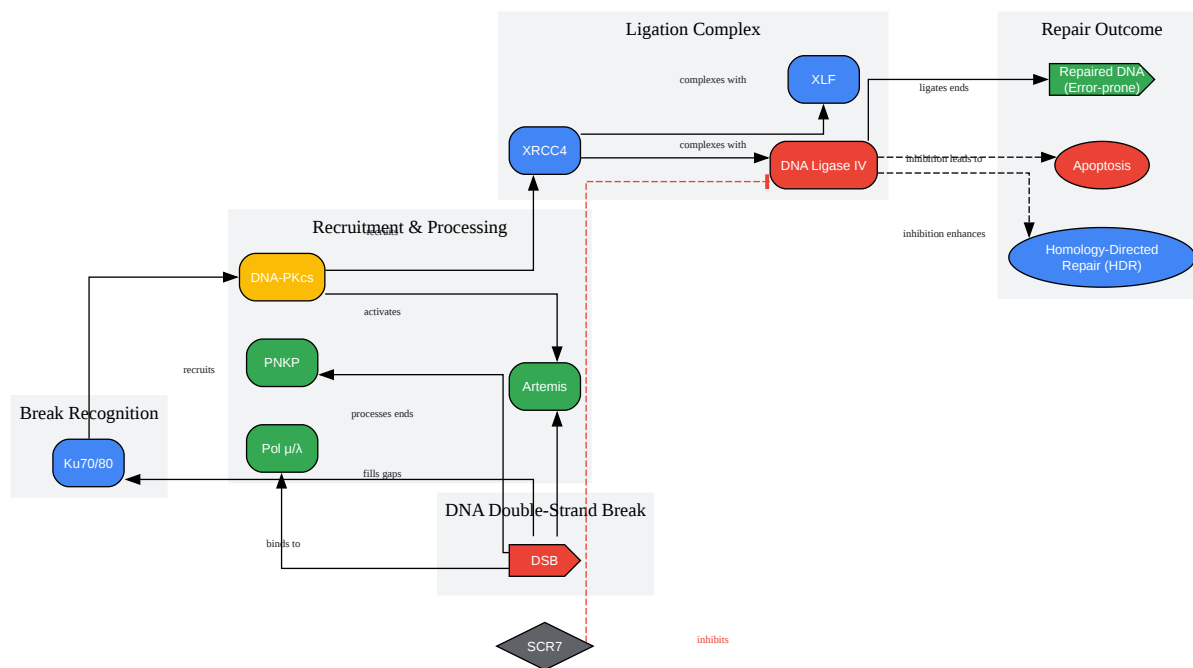 Ligation Complex
Repair Outcome
XLF
complexes with
ligates ends
Repaired DNA
(Error-prone)
XRCC4
complexes with
DNA Ligase IV
inhibition leads to
Apoptosis
inhibition enhances
Homology-Directed
Repair (HDR)
Recruitment & Processing
recruits
DNA-PKcs
activates
PNKP
recruits
Artemis
Break Recognition
processes ends
Ku70/80
Pol μ/λ
fills gaps
DNA Double-Strand Break
binds to
DSB
SCR7
inhibits